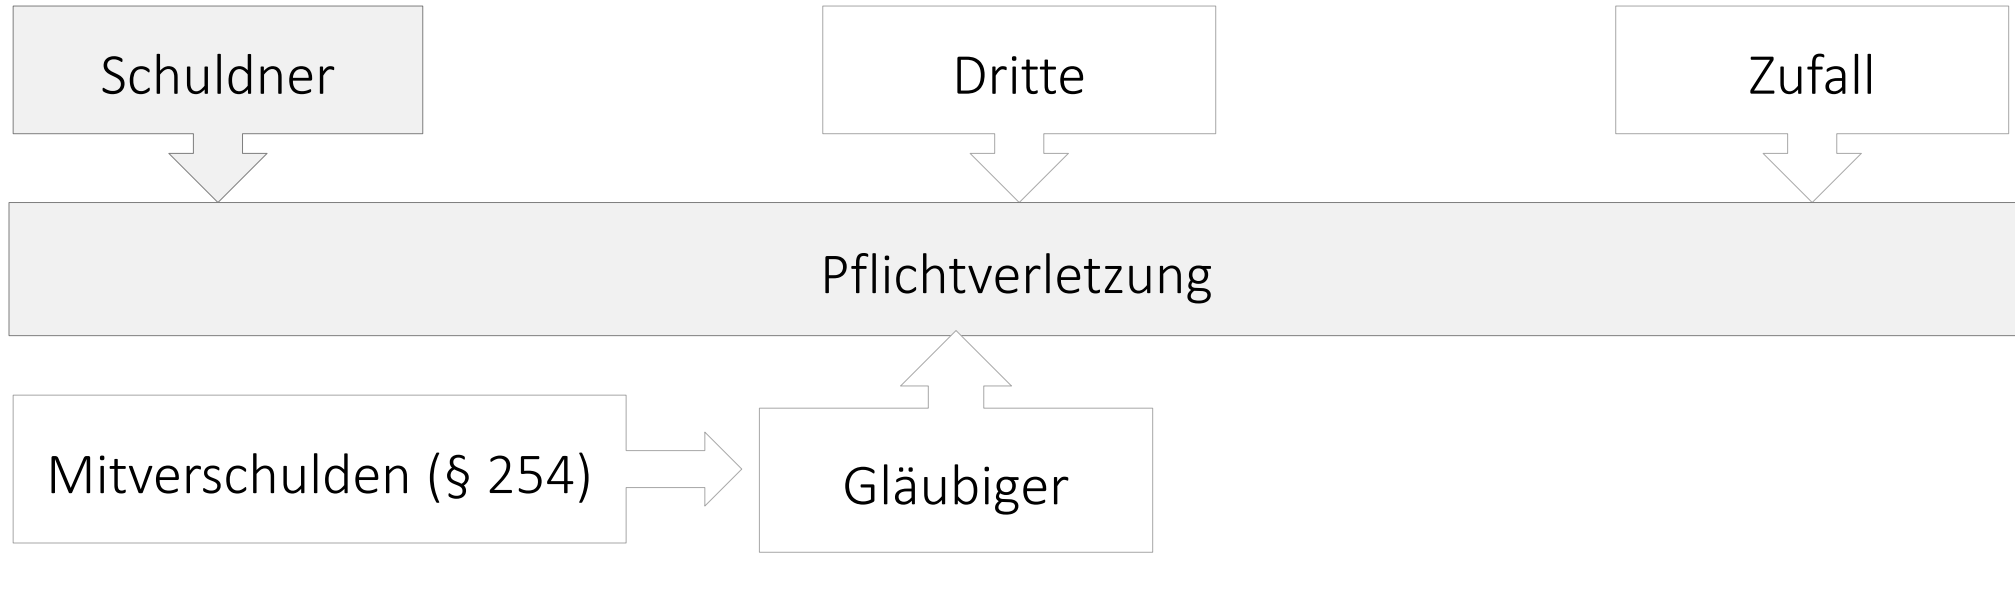 Schuldner
Dritte
Zufall
Pflichtverletzung
Mitverschulden (§ 254)
Gläubiger